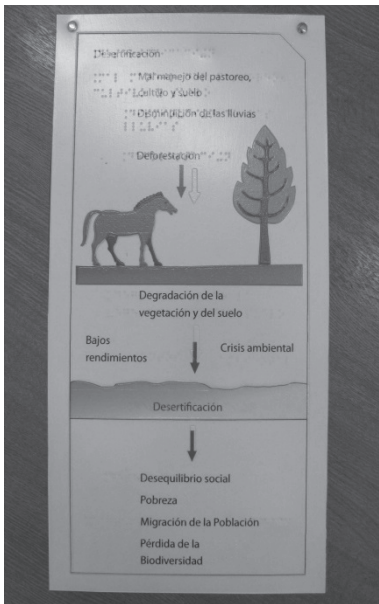 Desertificación
Mal manejo del pastoreo,
cultivo y suelo
Disminución de las lluvias
Deforestación
Degradación de la
vegetación y del suelo
Bajos
rendimientos
Crisis ambiental
Desertificación
Desequilibrio social
Pobreza
Migración de la Población
Pérdida de la
Biodiversidad